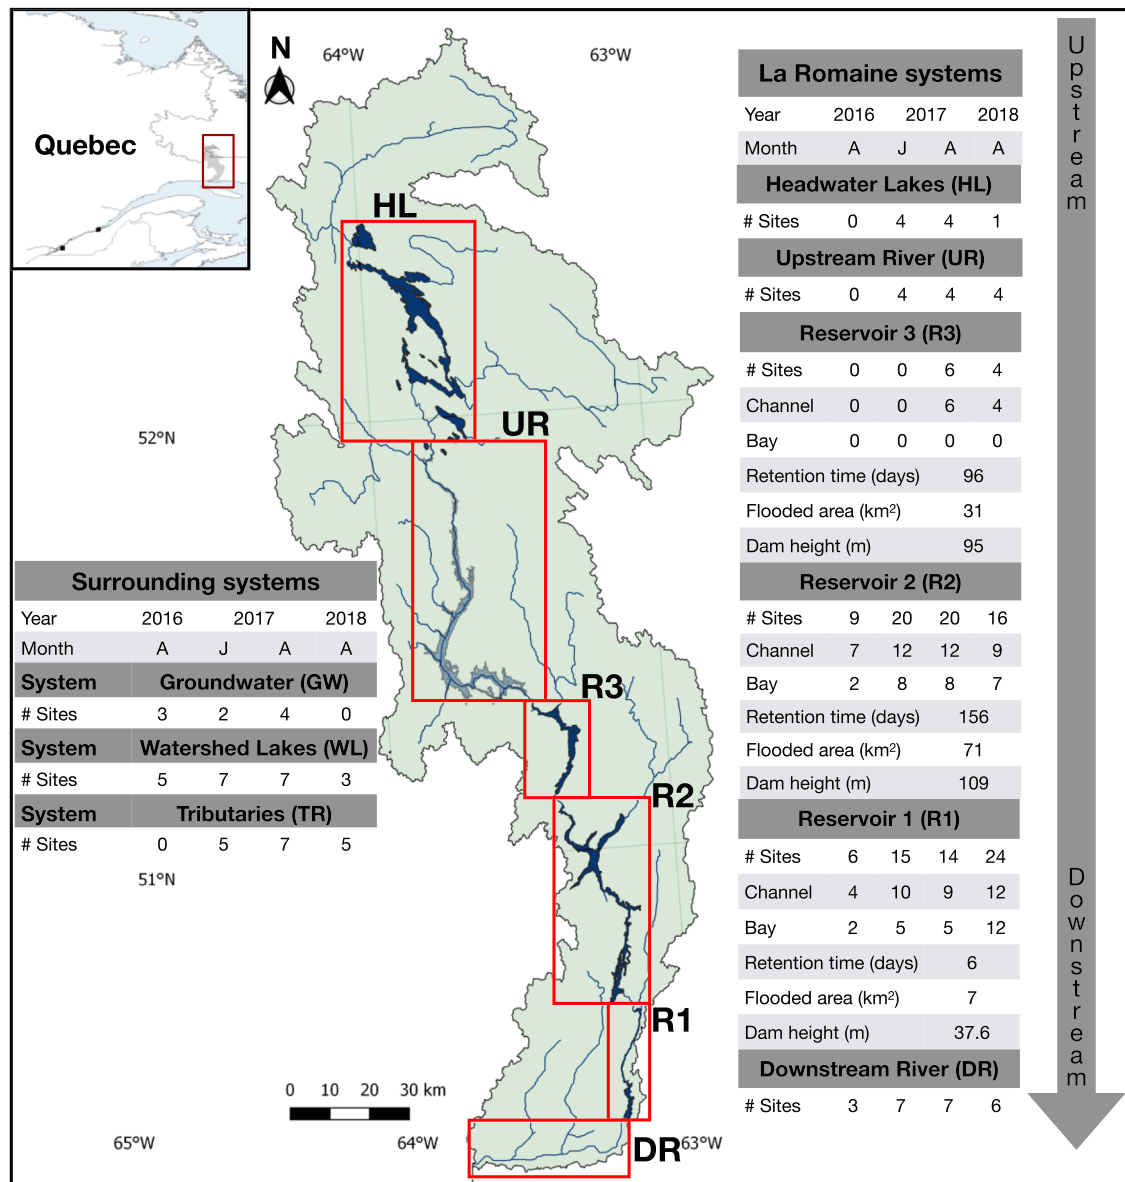 Quebec
N
64°W
63°W
HL
UR
52°N
R3
R2
51°N
R1
0 10 20 30 km
65°W
64°W
DR
63°W
Surrounding systems
Year 2016 2017 2018
Month A J A A
System Groundwater (GW)
# Sites 3 2 4 0
System Watershed Lakes (WL)
# Sites 5 7 7 3
System Tributaries (TR)
# Sites 0 5 7 5
La Romaine systems
Year 2016 2017 2018
Month A J A A
Headwater Lakes (HL)
# Sites 0 4 4 1
Upstream River (UR)
# Sites 0 4 4 4
Reservoir 3 (R3)
# Sites 0 0 6 4
Channel 0 0 6 4
Bay 0 0 0 0
Retention time (days) 96
Flooded area (km²) 31
Dam height (m) 95
Reservoir 2 (R2)
# Sites 9 20 20 16
Channel 7 12 12 9
Bay 2 8 8 7
Retention time (days) 156
Flooded area (km²) 71
Dam height (m) 109
Reservoir 1 (R1)
# Sites 6 15 14 24
Channel 4 10 9 12
Bay 2 5 5 12
Retention time (days) 6
Flooded area (km²) 7
Dam height (m) 37.6
Downstream River (DR)
# Sites 3 7 7 6
Upstream
Downstream